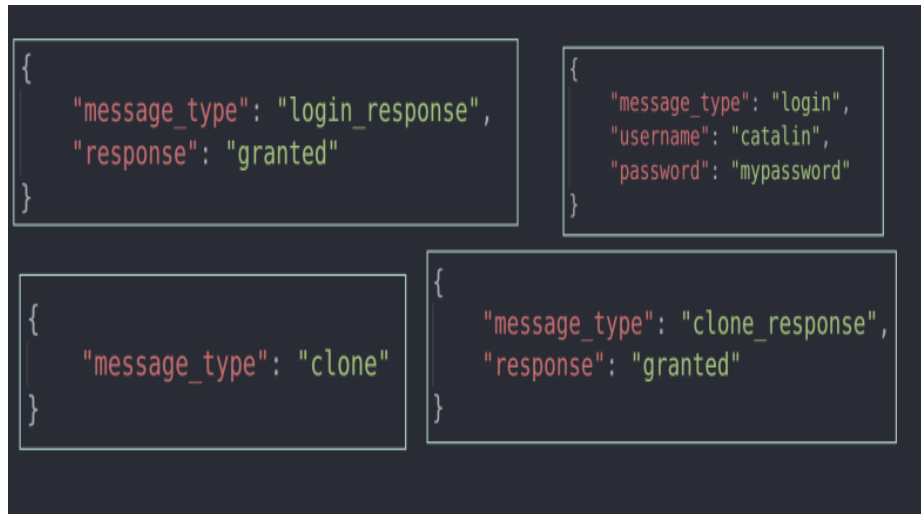 {
"message_type": "login_response",
"response": "granted"
}
{
"message_type": "login",
"username": "catalin",
"password": "mypassword"
}
{
"message_type": "clone"
}
{
"message_type": "clone_response",
"response": "granted"
}